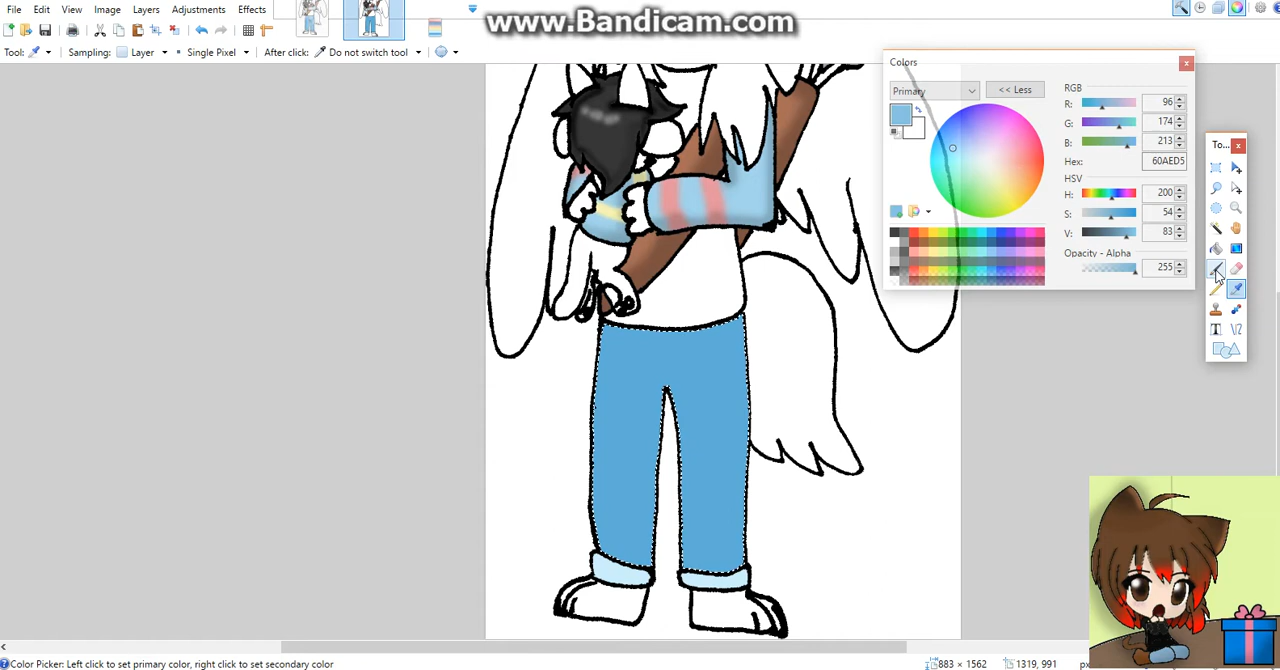 File Edit View Image Layers Adjustments Effects
www.Bandicam.com
Tool: Sampling: Layer Single Pixel After click: Do not switch tool
Colors
Primary << Less
RGB
R: 96
G: 174
B: 213
Hex: 60AED5
HSV
H: 200
S: 54
V: 83
Opacity - Alpha
255
To...
T
Color Picker: Left click to set primary color, right click to set secondary color
883 × 1562 1319, 991